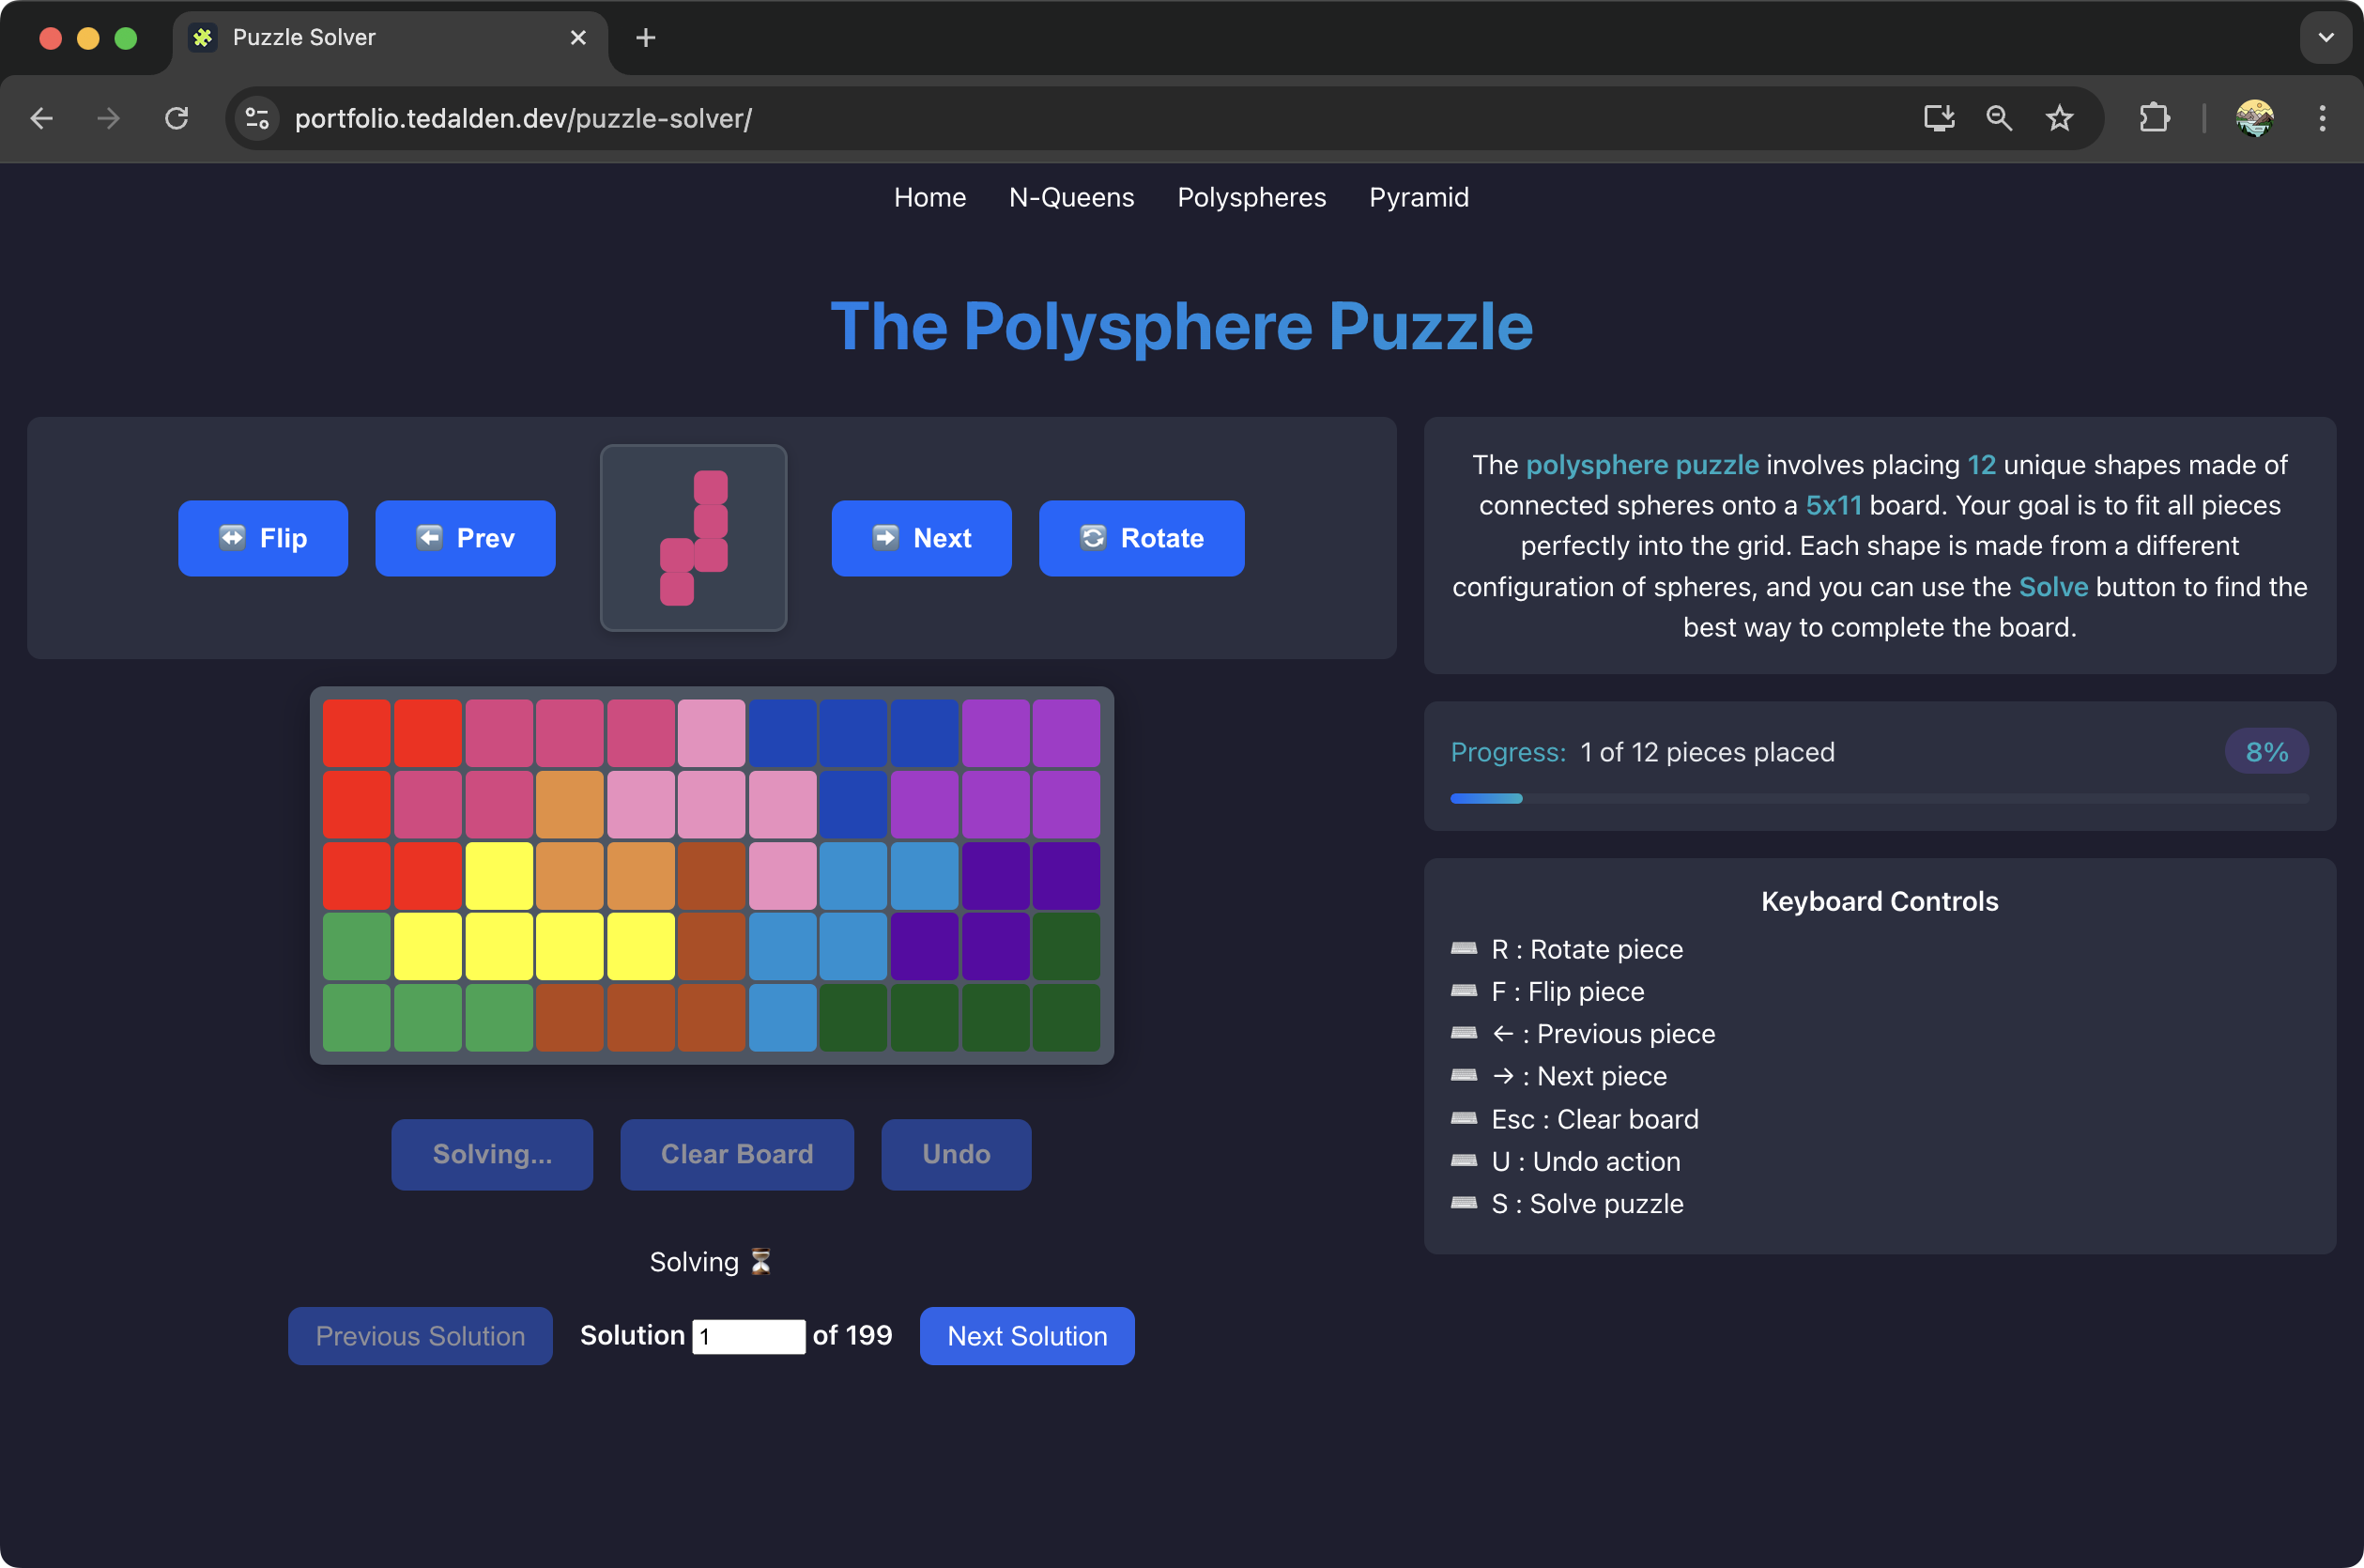 Puzzle Solver
portfolio.tedalden.dev/puzzle-solver/
Home N-Queens Polyspheres Pyramid
The Polysphere Puzzle
Flip Prev Next Rotate
The polysphere puzzle involves placing 12 unique shapes made of
connected spheres onto a 5x11 board. Your goal is to fit all pieces
perfectly into the grid. Each shape is made from a different
configuration of spheres, and you can use the Solve button to find the
best way to complete the board.
Progress: 1 of 12 pieces placed 8%
Keyboard Controls
R : Rotate piece
F : Flip piece
← : Previous piece
→ : Next piece
Esc : Clear board
U : Undo action
S : Solve puzzle
Solving... Clear Board Undo
Solving ⏳
Previous Solution Solution 1 of 199 Next Solution